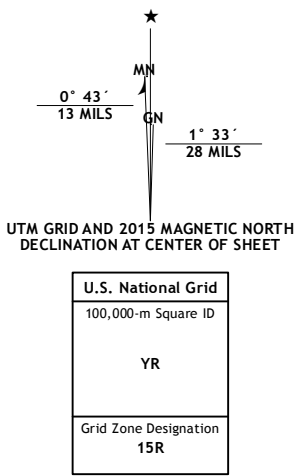 ★
MN
0° 43´
13 MILS
GN
1° 33´
28 MILS
UTM GRID AND 2015 MAGNETIC NORTH
DECLINATION AT CENTER OF SHEET
U.S. National Grid
100,000-m Square ID
YR
Grid Zone Designation
15R